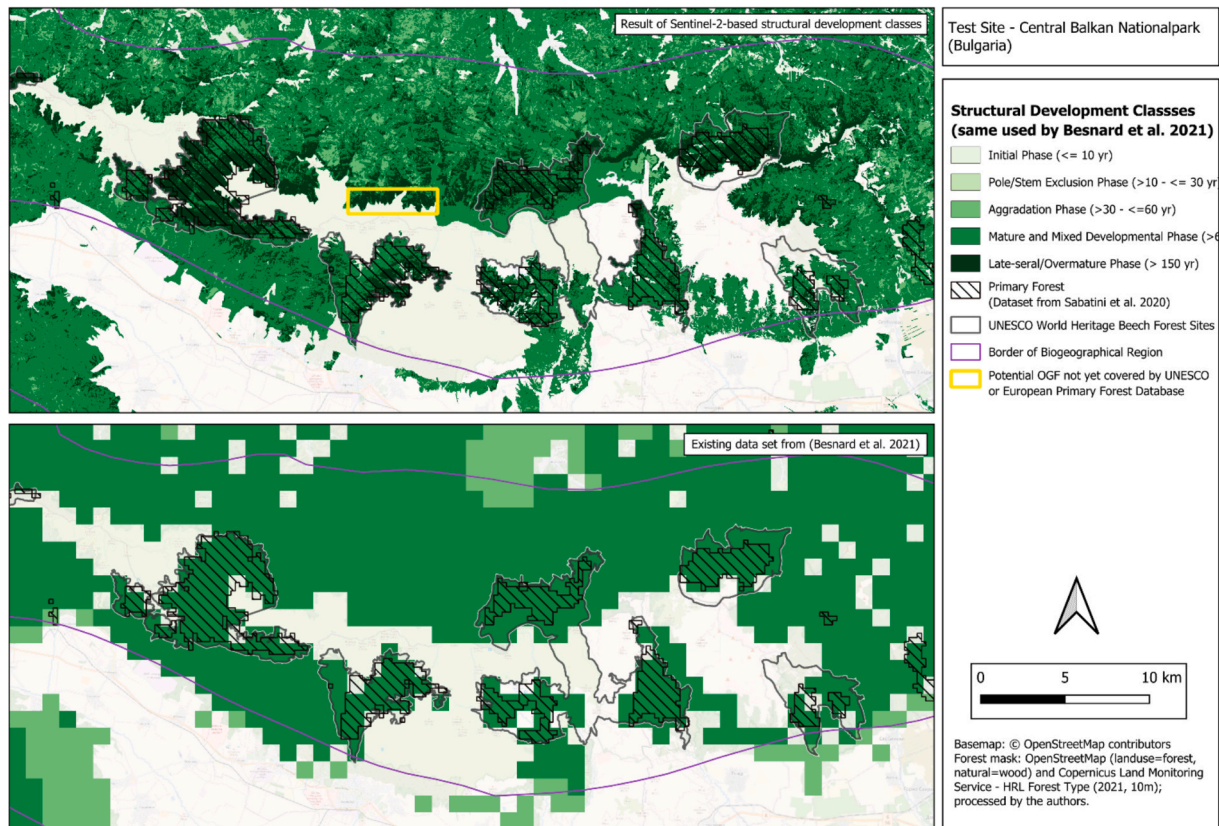 Result of Sentinel-2-based structural development classes
Existing data set from (Besnard et al. 2021)
Test Site - Central Balkan Nationalpark
(Bulgaria)
Structural Development Classses
(same used by Besnard et al. 2021)
Initial Phase (<= 10 yr)
Pole/Stem Exclusion Phase (>10 - <= 30 yr)
Aggradation Phase (>30 - <=60 yr)
Mature and Mixed Developmental Phase (>6
Late-seral/Overmature Phase (> 150 yr)
Primary Forest
(Dataset from Sabatini et al. 2020)
UNESCO World Heritage Beech Forest Sites
Border of Biogeographical Region
Potential OGF not yet covered by UNESCO
or European Primary Forest Database
0 5 10 km
Basemap: © OpenStreetMap contributors
Forest mask: OpenStreetMap (landuse=forest,
natural=wood) and Copernicus Land Monitoring
Service - HRL Forest Type (2021, 10m);
processed by the authors.